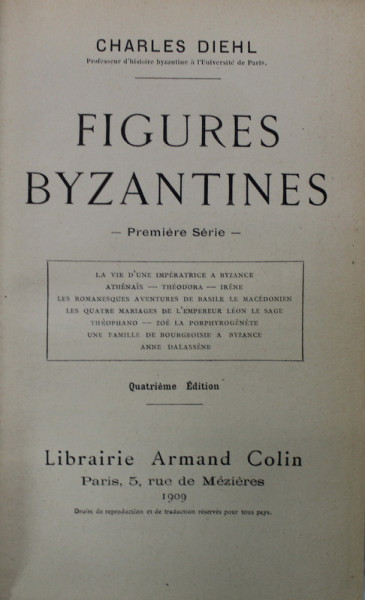 CHARLES DIEHL
Professeur d'histoire byzantine à l'Université de Paris.
FIGURES
BYZANTINES
— Première Série —
LA VIE D'UNE IMPÉRATRICE A BYZANCE
ATHÉNAÏS — THÉODORA — IRÈNE
LES ROMANESQUES AVENTURES DE BASILE LE MACÉDONIEN
LES QUATRE MARIAGES DE L'EMPEREUR LÉON LE SAGE
THÉOPHANO — ZOÉ LA PORPHYROGÉNÈTE
UNE FAMILLE DE BOURGEOISIE A BYZANCE
ANNE DALASSÈNE
Quatrième Édition
Librairie Armand Colin
Paris, 5, rue de Mézières
1909
Droits de reproduction et de traduction réservés pour tous pays.